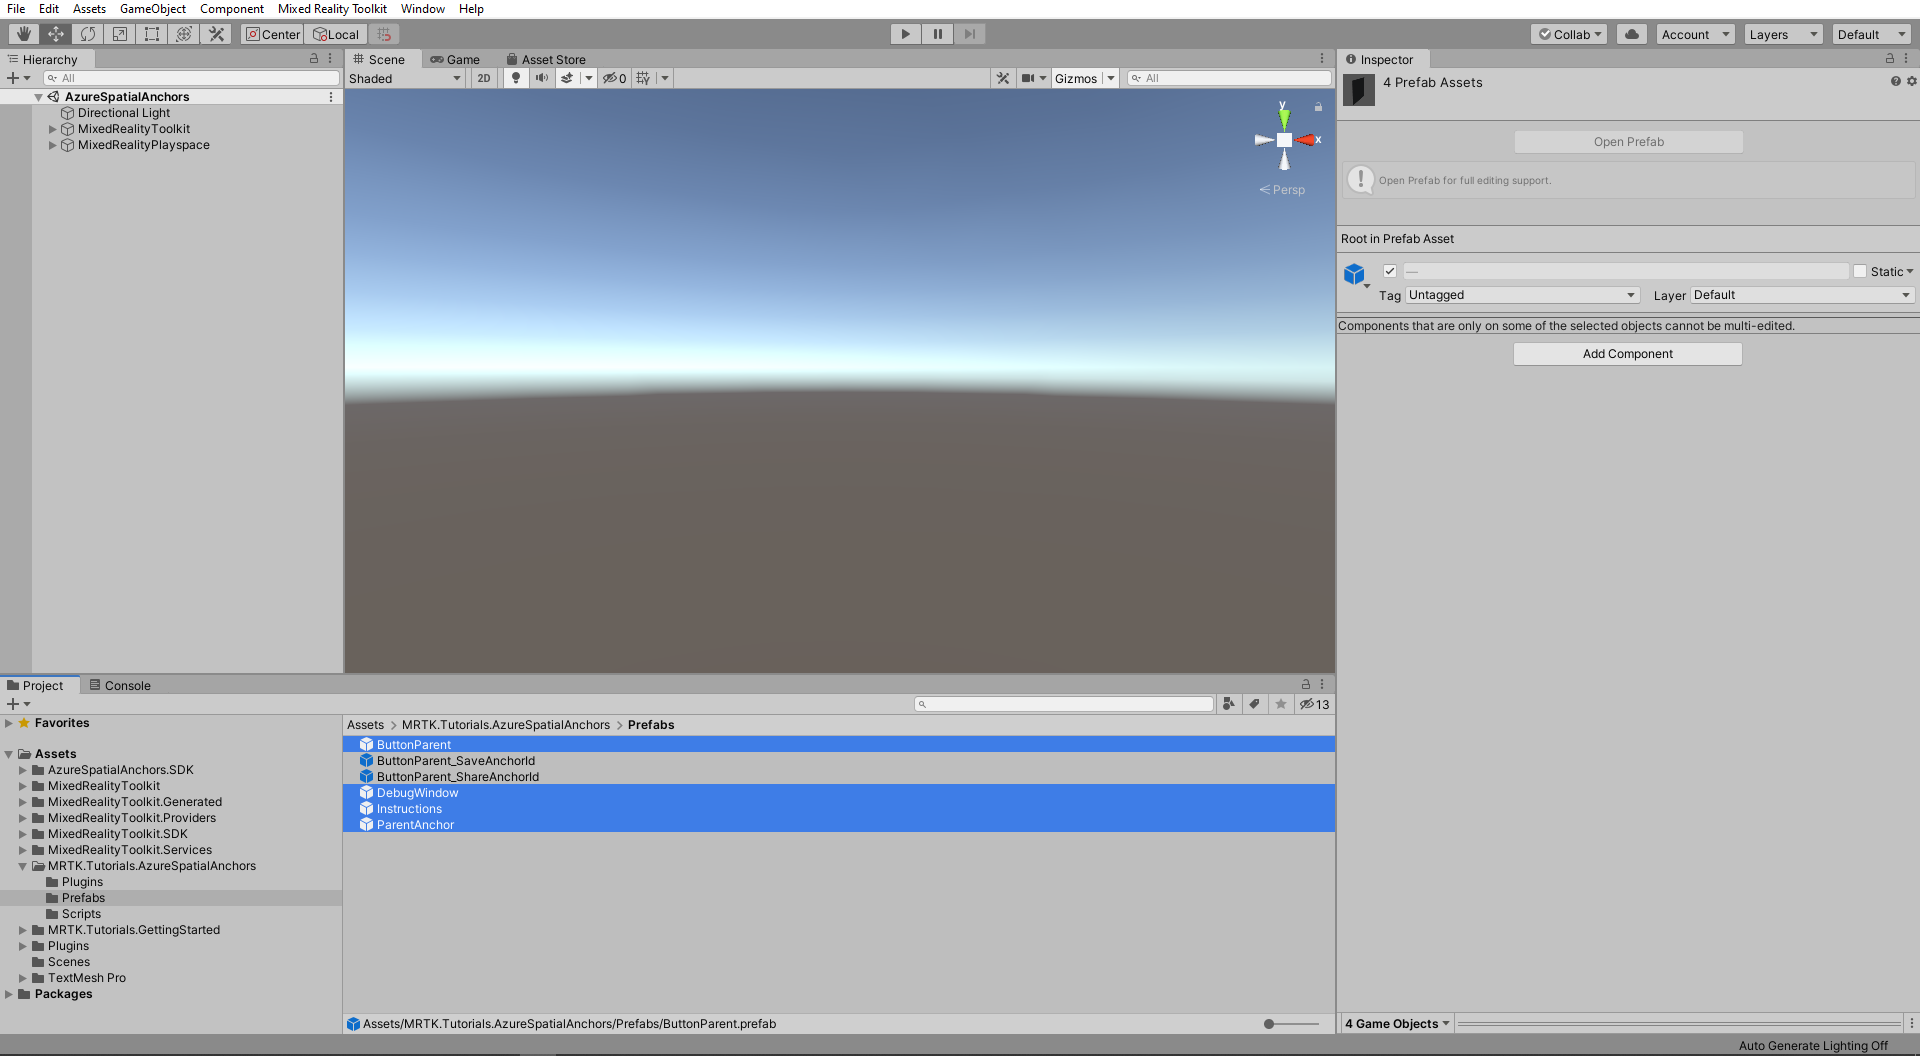 File Edit Assets GameObject Component Mixed Reality Toolkit Window Help
Center Local Collab Account Layers Default
Hierarchy
All
AzureSpatialAnchors
Directional Light
MixedRealityToolkit
MixedRealityPlayspace
Scene Game Asset Store
Shaded 2D 0 Gizmos All
y
x
Persp
Inspector
4 Prefab Assets
Open Prefab
Open Prefab for full editing support.
Root in Prefab Asset
— Static
Tag Untagged Layer Default
Components that are only on some of the selected objects cannot be multi-edited.
Add Component
Project Console
13
Favorites
Assets
AzureSpatialAnchors.SDK
MixedRealityToolkit
MixedRealityToolkit.Generated
MixedRealityToolkit.Providers
MixedRealityToolkit.SDK
MixedRealityToolkit.Services
MRTK.Tutorials.AzureSpatialAnchors
Plugins
Prefabs
Scripts
MRTK.Tutorials.GettingStarted
Plugins
Scenes
TextMesh Pro
Packages
Assets > MRTK.Tutorials.AzureSpatialAnchors > Prefabs
ButtonParent
ButtonParent_SaveAnchorId
ButtonParent_ShareAnchorId
DebugWindow
Instructions
ParentAnchor
Assets/MRTK.Tutorials.AzureSpatialAnchors/Prefabs/ButtonParent.prefab
4 Game Objects
Auto Generate Lighting Off